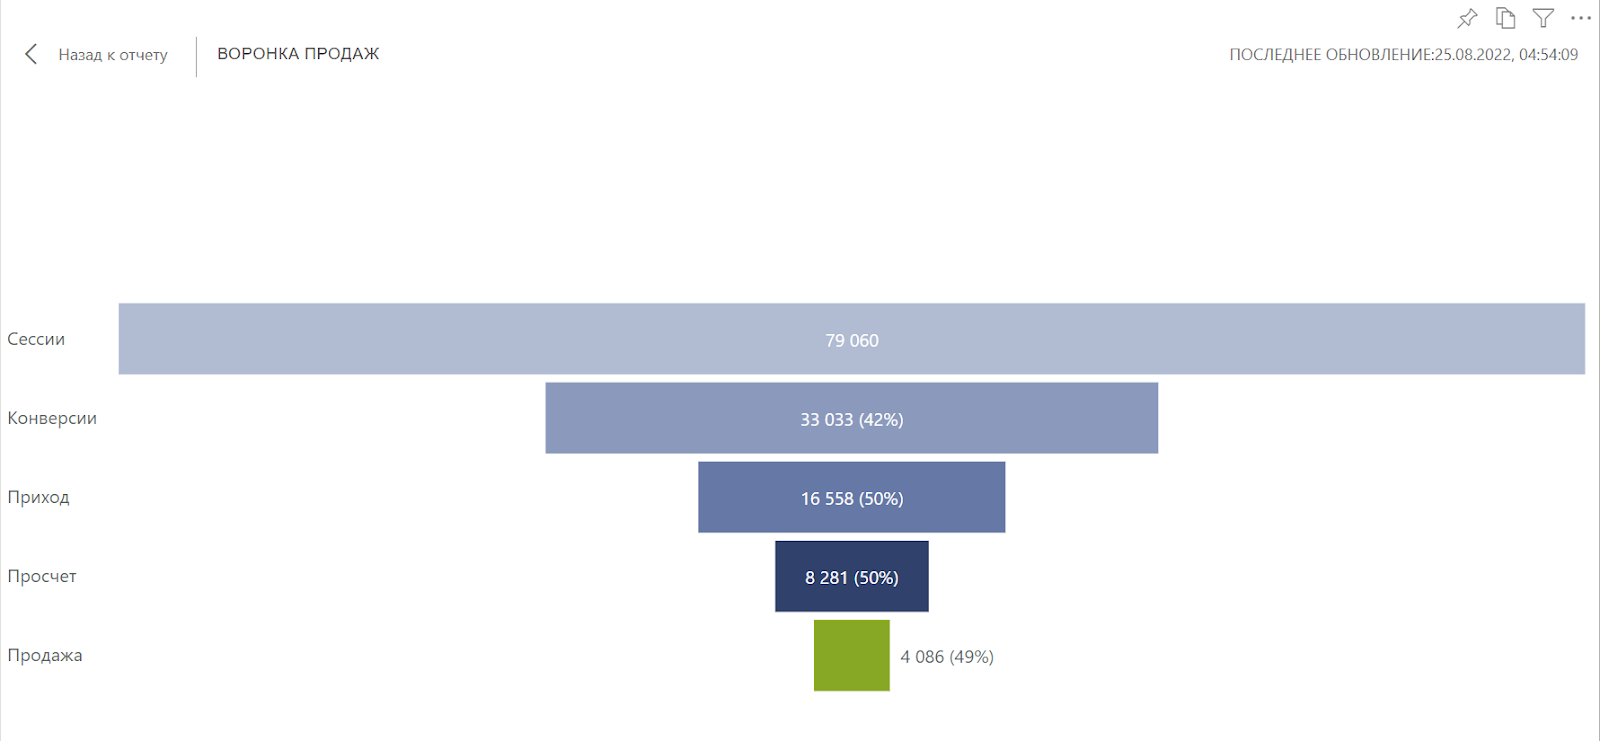 Назад к отчету
ВОРОНКА ПРОДАЖ
ПОСЛЕДНЕЕ ОБНОВЛЕНИЕ:25.08.2022, 04:54:09
Сессии
79 060
Конверсии
33 033 (42%)
Приход
16 558 (50%)
Просчет
8 281 (50%)
Продажа
4 086 (49%)